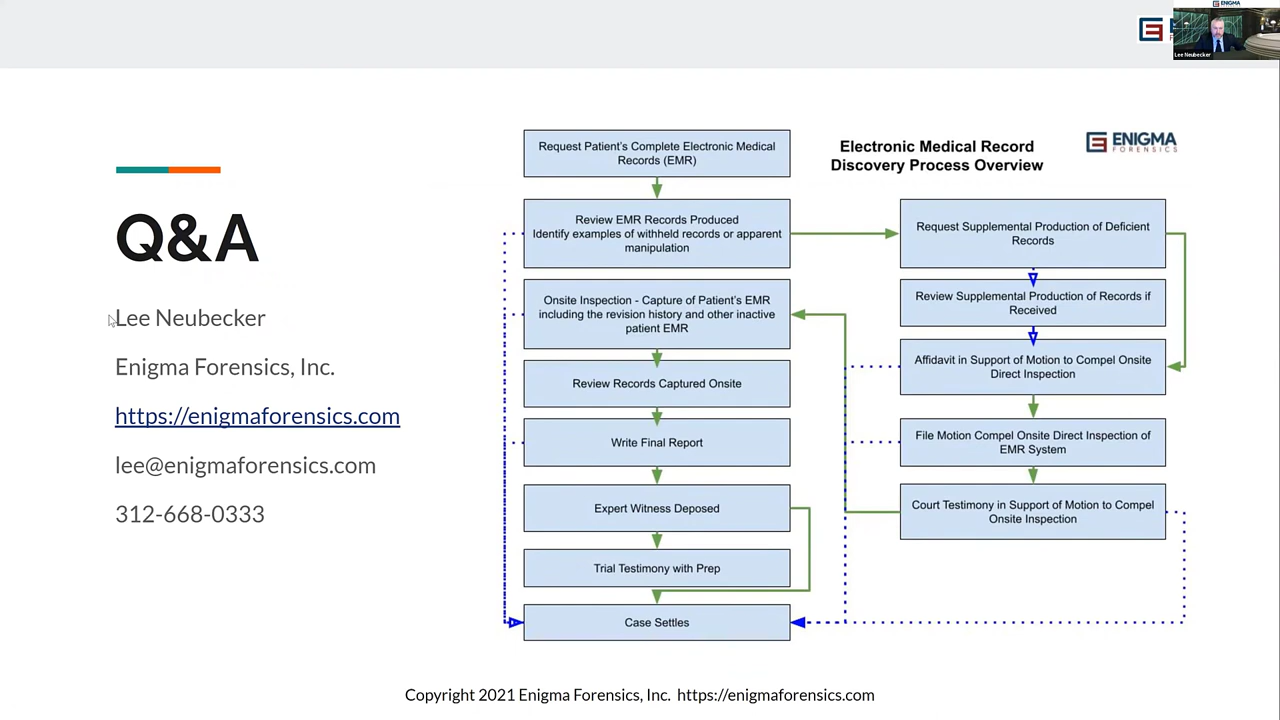 ENIGMA
Lee Neubecker
Q&A
Lee Neubecker
Enigma Forensics, Inc.
https://enigmaforensics.com
lee@enigmaforensics.com
312-668-0333
Electronic Medical Record
Discovery Process Overview
ENIGMA
FORENSICS
Request Patient's Complete Electronic Medical
Records (EMR)
Review EMR Records Produced
Identify examples of withheld records or apparent
manipulation
Onsite Inspection - Capture of Patient's EMR
including the revision history and other inactive
patient EMR
Review Records Captured Onsite
Write Final Report
Expert Witness Deposed
Trial Testimony with Prep
Case Settles
Request Supplemental Production of Deficient
Records
Review Supplemental Production of Records if
Received
Affidavit in Support of Motion to Compel Onsite
Direct Inspection
File Motion Compel Onsite Direct Inspection of
EMR System
Court Testimony in Support of Motion to Compel
Onsite Inspection
Copyright 2021 Enigma Forensics, Inc. https://enigmaforensics.com